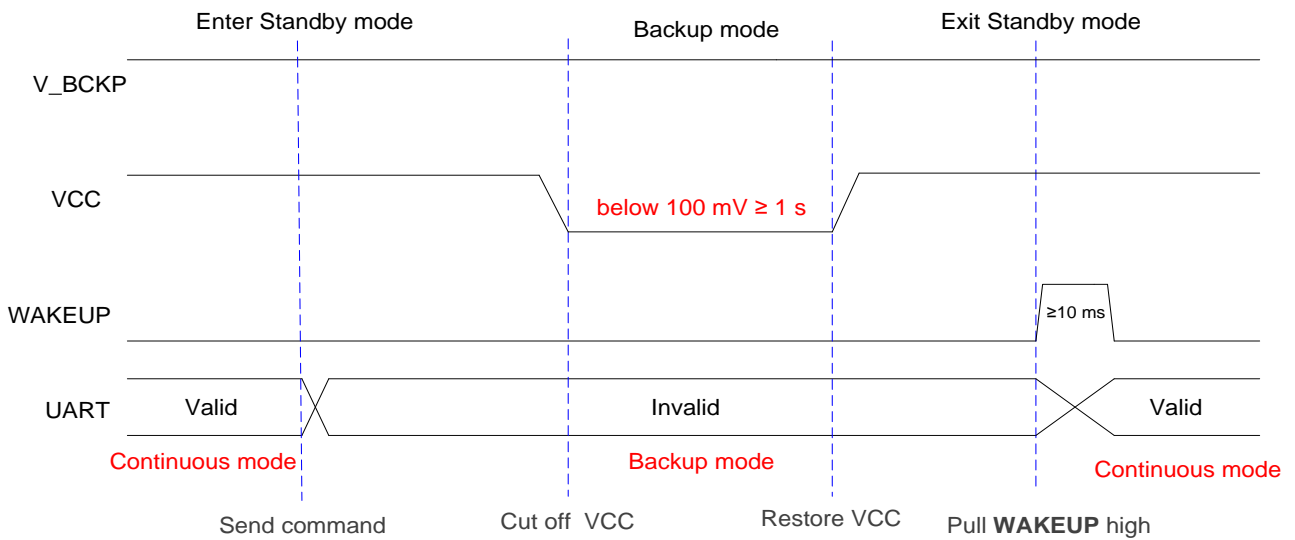 Enter Standby mode
Backup mode
Exit Standby mode
V_BCKP
VCC
below 100 mV ≥ 1 s
WAKEUP
≥10 ms
UART
Valid
Invalid
Valid
Continuous mode
Backup mode
Continuous mode
Send command
Cut off VCC
Restore VCC
Pull WAKEUP high